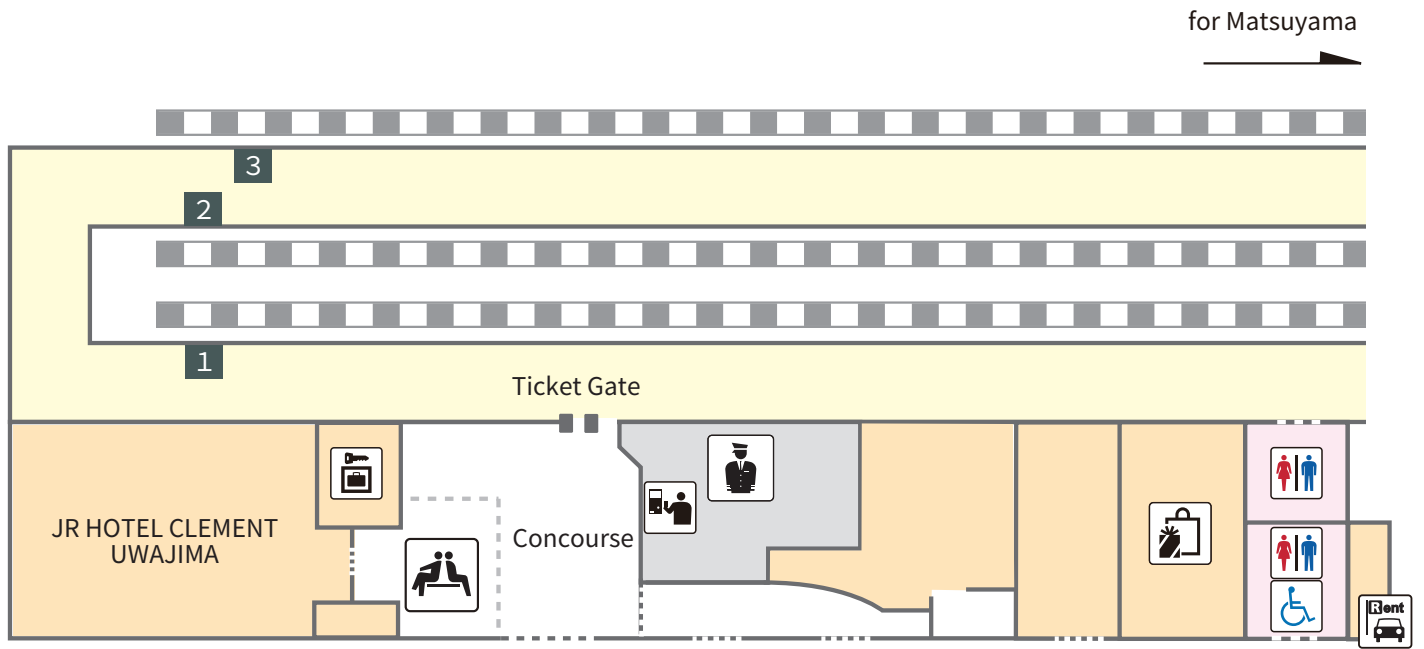 for Matsuyama
3
2
1
Ticket Gate
JR HOTEL CLEMENT
UWAJIMA
Concourse
Rent